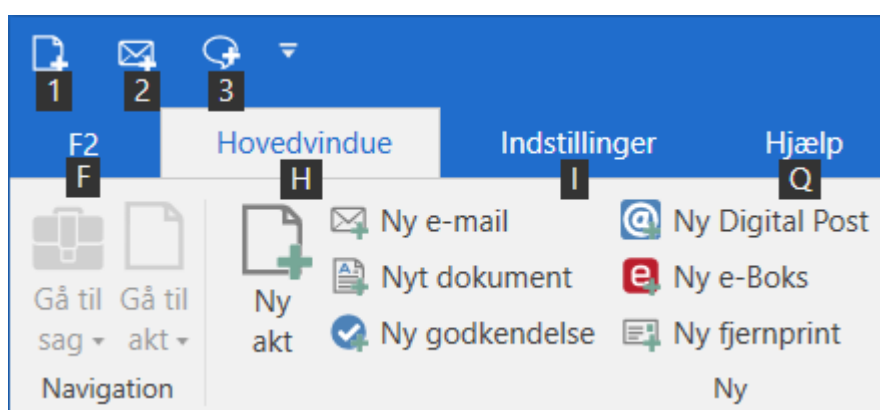 1 2 3
F2 Hovedvindue Indstillinger Hjælp
F H I Q
Ny e-mail Ny Digital Post
Gå til Gå til Ny Nyt dokument Ny e-Boks
sag akt akt Ny godkendelse Ny fjernprint
Navigation Ny